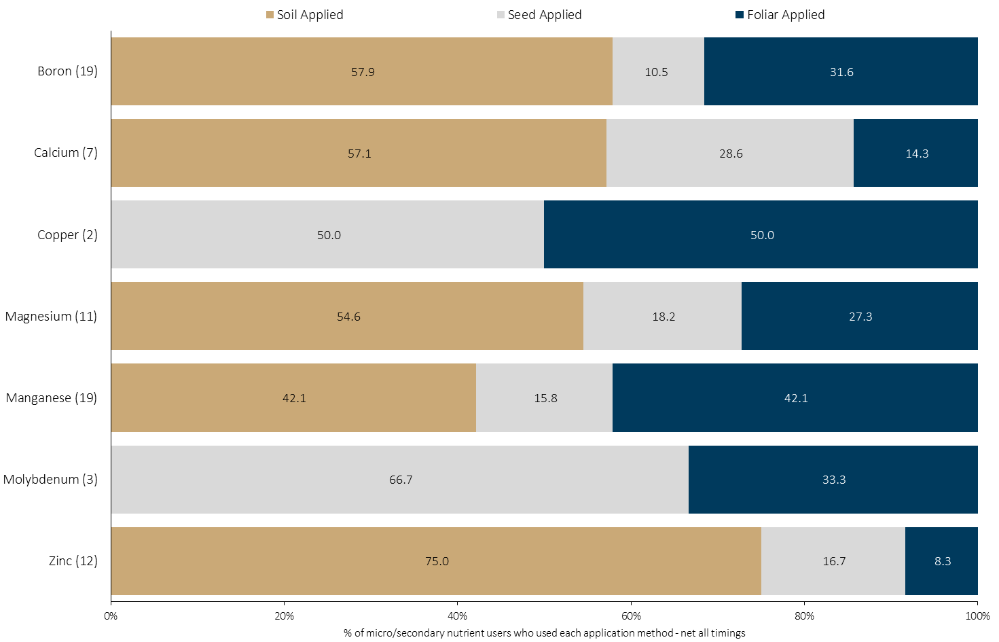 Soil Applied Seed Applied Foliar Applied
Boron (19) 57.9 10.5 31.6
Calcium (7) 57.1 28.6 14.3
Copper (2) 50.0 50.0
Magnesium (11) 54.6 18.2 27.3
Manganese (19) 42.1 15.8 42.1
Molybdenum (3) 66.7 33.3
Zinc (12) 75.0 16.7 8.3
0% 20% 40% 60% 80% 100%
% of micro/secondary nutrient users who used each application method - net all timings